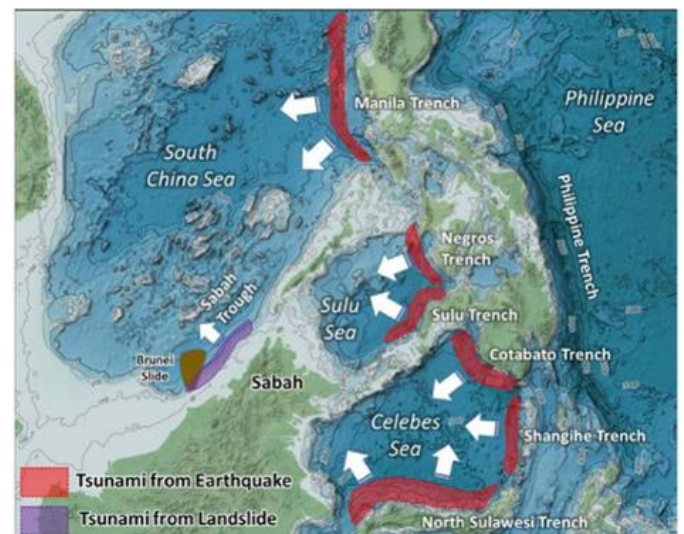 Manila Trench
Philippine
Sea
South
China Sea
Philippine Trench
Negros
Trench
Sabah
Trough
Sulu
Sea
Sulu Trench
Brunei
Slide
Sabah
Cotabato Trench
Celebes
Sea
Shangihe Trench
Tsunami from Earthquake
Tsunami from Landslide
North Sulawesi Trench